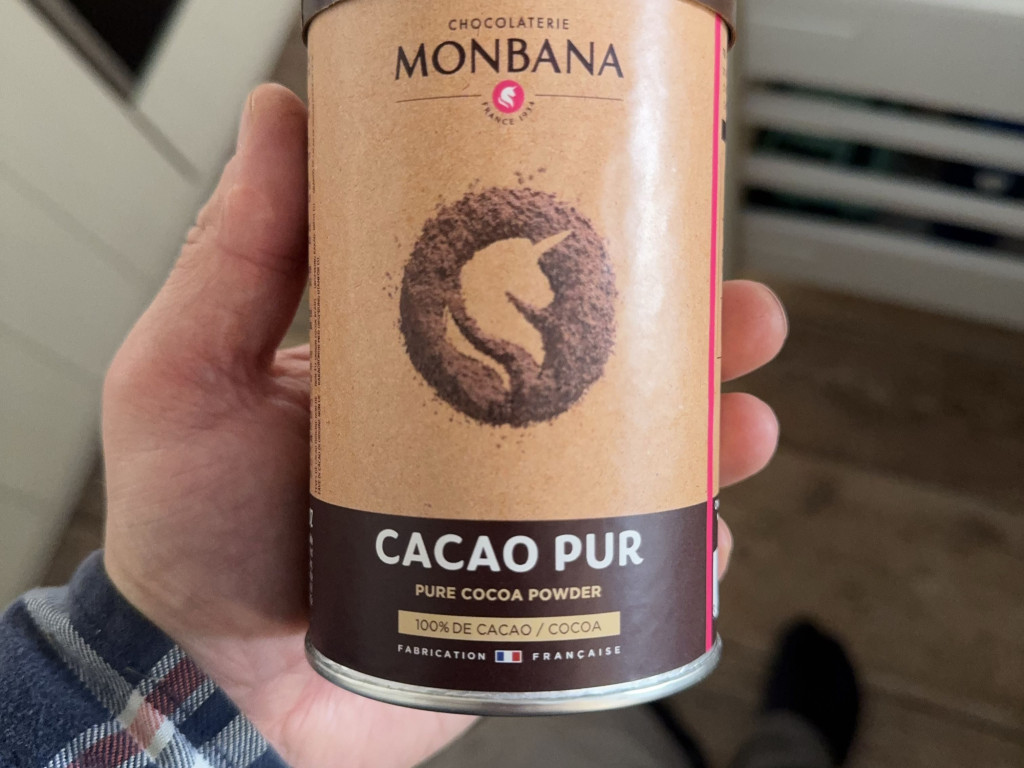 CHOCOLATERIE
MONBANA
FRANCE 1934
CACAO PUR
PURE COCOA POWDER
100% DE CACAO / COCOA
FABRICATION FRANÇAISE